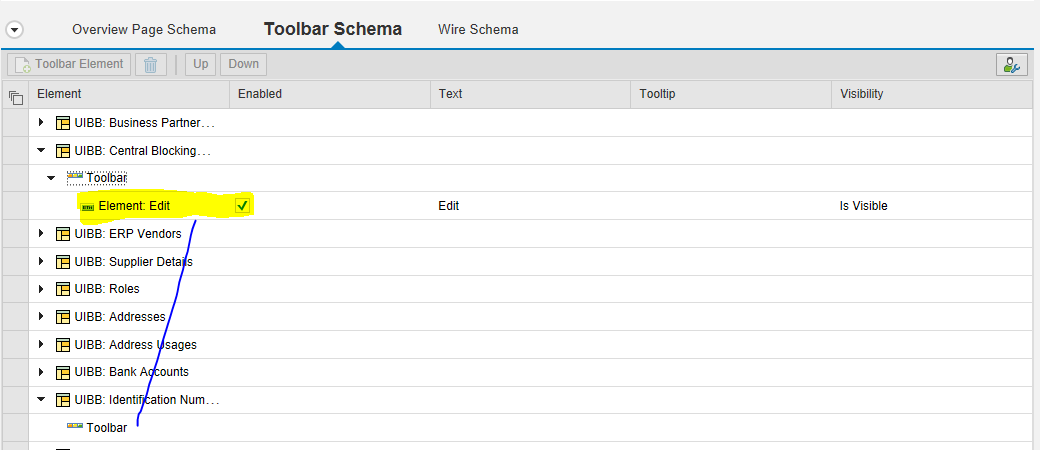 Overview Page Schema Toolbar Schema Wire Schema
Toolbar Element Up Down
Element Enabled Text Tooltip Visibility
UIBB: Business Partner...
UIBB: Central Blocking...
Toolbar
Element: Edit Edit Is Visible
UIBB: ERP Vendors
UIBB: Supplier Details
UIBB: Roles
UIBB: Addresses
UIBB: Address Usages
UIBB: Bank Accounts
UIBB: Identification Num...
Toolbar